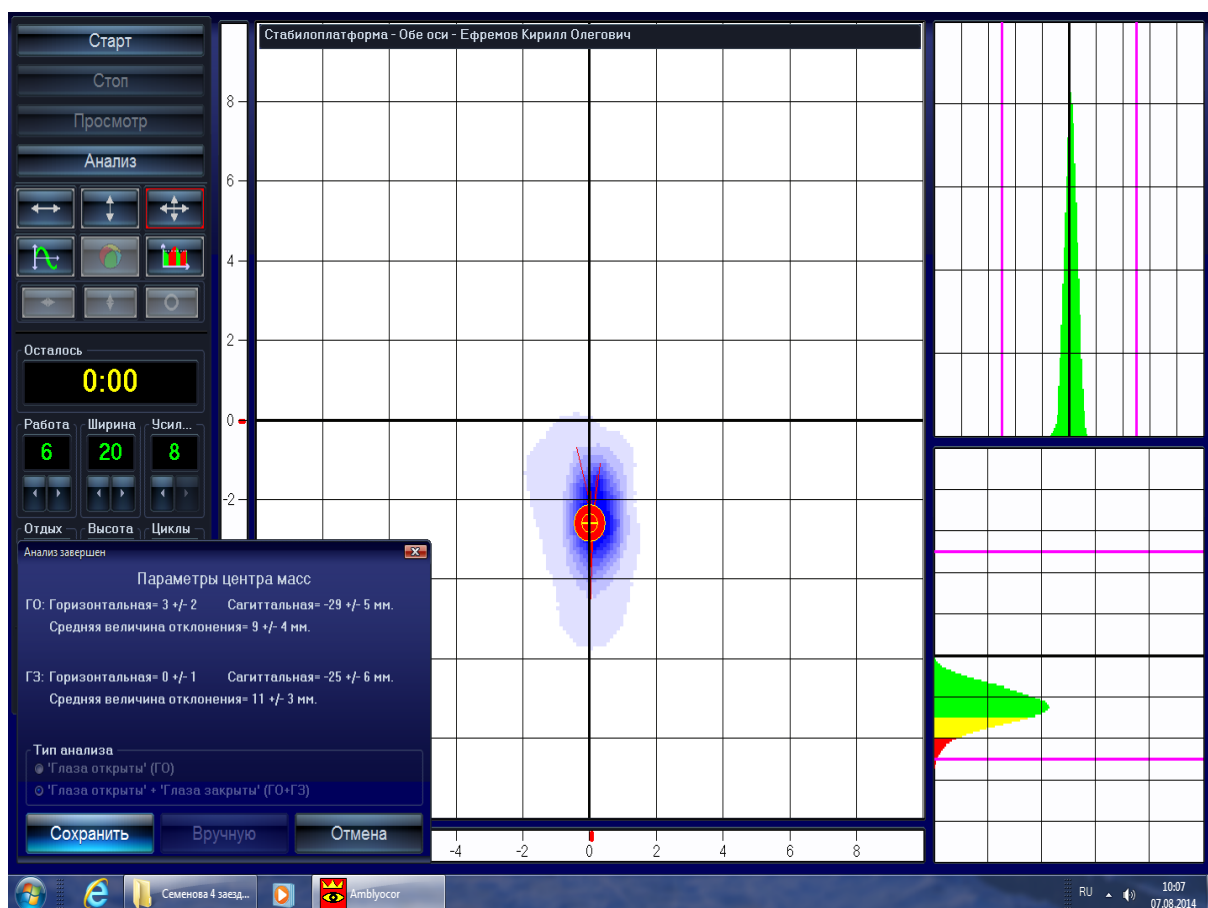 Старт
Стоп
Просмотр
Анализ
Осталось
0:00
Работа Ширина Усил...
6 20 8
Отдых Высота Циклы
Стабилоплатформа - Обе оси - Ефремов Кирилл Олегович
8
6
4
2
0
-2
-4 -2 0 2 4 6 8
Анализ завершен
Параметры центра масс
ГО: Горизонтальная= 3 +/- 2 Сагиттальная= -29 +/- 5 мм.
Средняя величина отклонения= 9 +/- 4 мм.
ГЗ: Горизонтальная= 0 +/- 1 Сагиттальная= -25 +/- 6 мм.
Средняя величина отклонения= 11 +/- 3 мм.
Тип анализа
'Глаза открыты' (ГО)
'Глаза открыты' + 'Глаза закрыты' (ГО+ГЗ)
Сохранить Вручную Отмена
Семенова 4 заезд...
Amblyocor
RU
10:07
07.08.2014